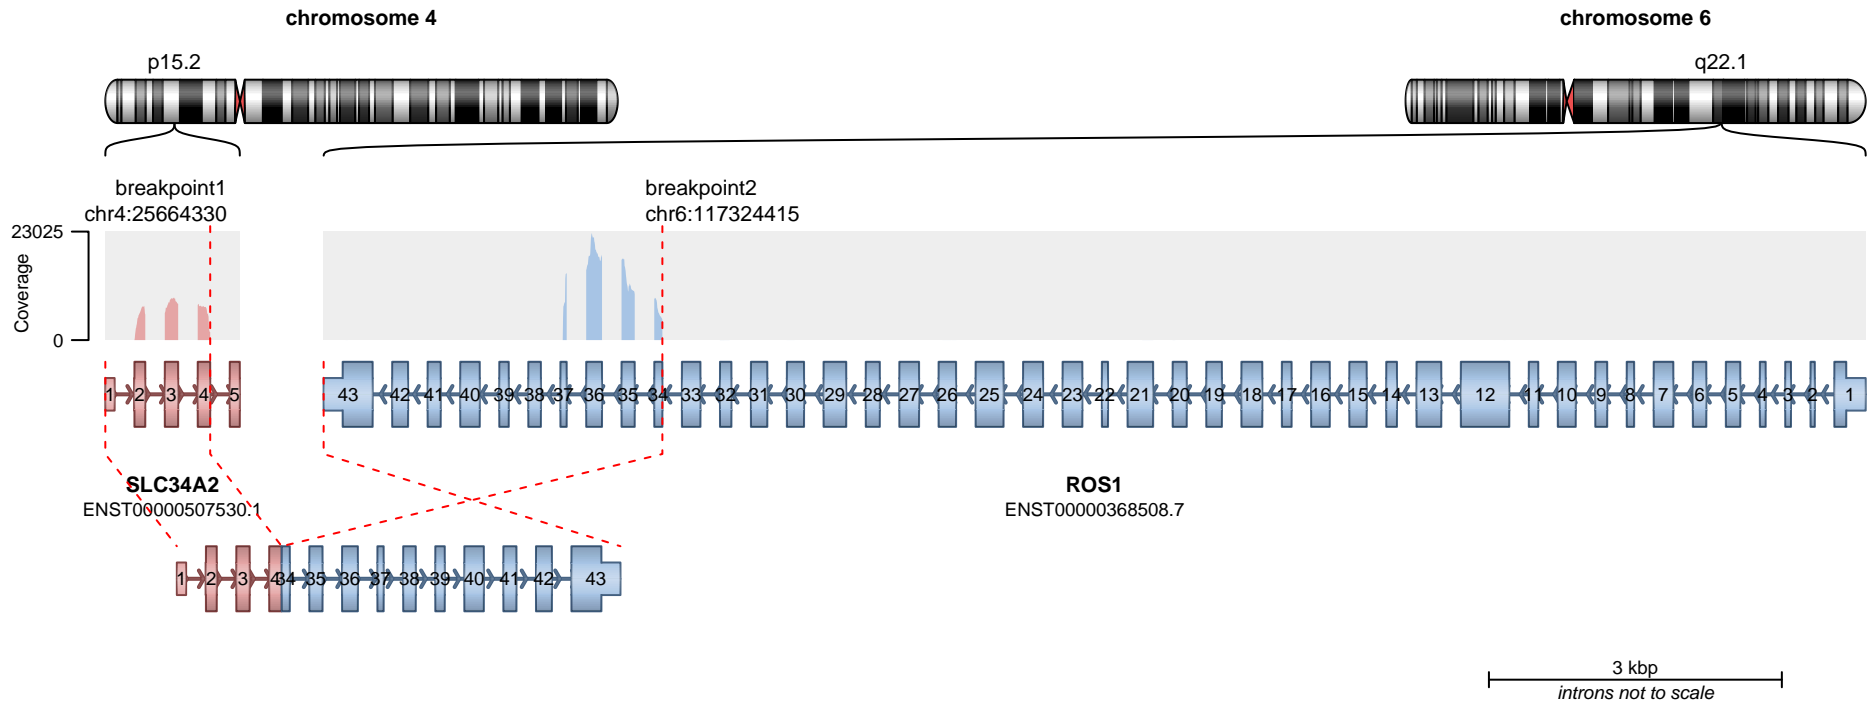 chromosome 4
chromosome 6
p15.2
q22.1
breakpoint1
chr4:25664330
breakpoint2
chr6:117324415
23025
Coverage
0
1 2 3 4 5
43 42 41 40 39 38 37 36 35 34 33 32 31 30 29 28 27 26 25 24 23 22 21 20 19 18 17 16 15 14 13 12 11 10 9 8 7 6 5 4 3 2 1
SLC34A2
ENST00000507530.1
ROS1
ENST00000368508.7
1 2 3 4 34 35 36 37 38 39 40 41 42 43
3 kbp
introns not to scale